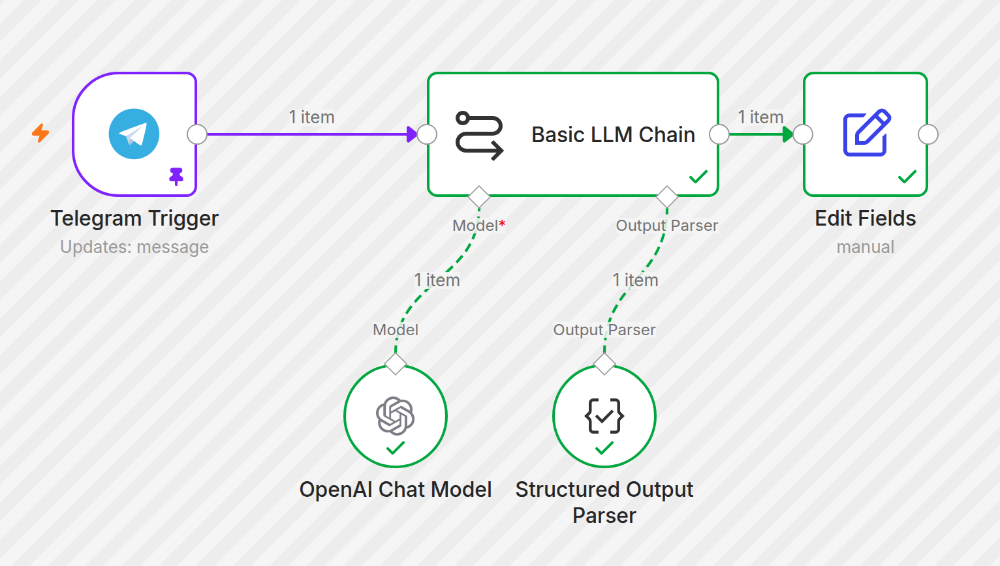 1 item
1 item
Basic LLM Chain
Telegram Trigger
Updates: message
Model*
Output Parser
Edit Fields
manual
1 item
1 item
Model
Output Parser
OpenAI Chat Model
Structured Output
Parser